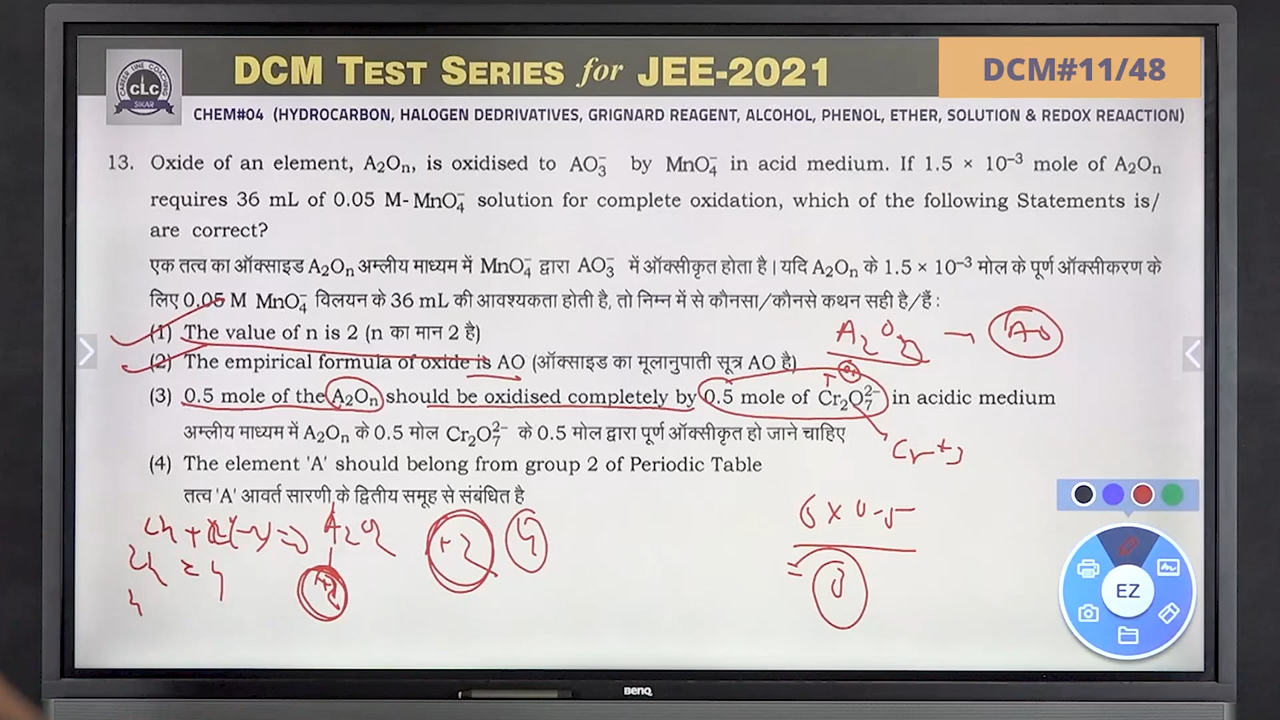 CAREER LINE COACHING
CLC
SIKAR
DCM TEST SERIES for JEE-2021
DCM#11/48
CHEM#04 (HYDROCARBON, HALOGEN DEDRIVATIVES, GRIGNARD REAGENT, ALCOHOL, PHENOL, ETHER, SOLUTION & REDOX REAACTION)
13. Oxide of an element, A₂Oₙ, is oxidised to AO₃⁻ by MnO₄⁻ in acid medium. If 1.5 × 10⁻³ mole of A₂Oₙ
requires 36 mL of 0.05 M- MnO₄⁻ solution for complete oxidation, which of the following Statements is/
are correct?
एक तत्व का ऑक्साइड A₂Oₙ अम्लीय माध्यम में MnO₄⁻ द्वारा AO₃⁻ में ऑक्सीकृत होता है। यदि A₂Oₙ के 1.5 × 10⁻³ मोल के पूर्ण ऑक्सीकरण के
लिए 0.05 M MnO₄⁻ विलयन के 36 mL की आवश्यकता होती है, तो निम्न में से कौनसा/कौनसे कथन सही है/हैं :
(1) The value of n is 2 (n का मान 2 है)
A₂O₂ → AO
(2) The empirical formula of oxide is AO (ऑक्साइड का मूलानुपाती सूत्र AO है)
(3) 0.5 mole of the A₂Oₙ should be oxidised completely by 0.5 mole of Cr₂O₇²⁻ in acidic medium
अम्लीय माध्यम में A₂Oₙ के 0.5 मोल Cr₂O₇²⁻ के 0.5 मोल द्वारा पूर्ण ऑक्सीकृत हो जाने चाहिए
Cr⁺³
(4) The element 'A' should belong from group 2 of Periodic Table
तत्व 'A' आवर्त सारणी के द्वितीय समूह से संबंधित है
6 × 0.5
+2
EZ
BENQ